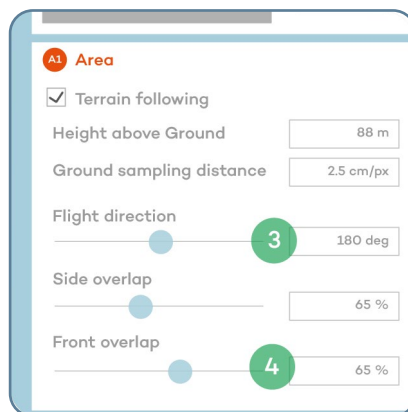 A1 Area
Terrain following
Height above Ground 88 m
Ground sampling distance 2.5 cm/px
Flight direction
3 180 deg
Side overlap
65 %
Front overlap
4 65 %